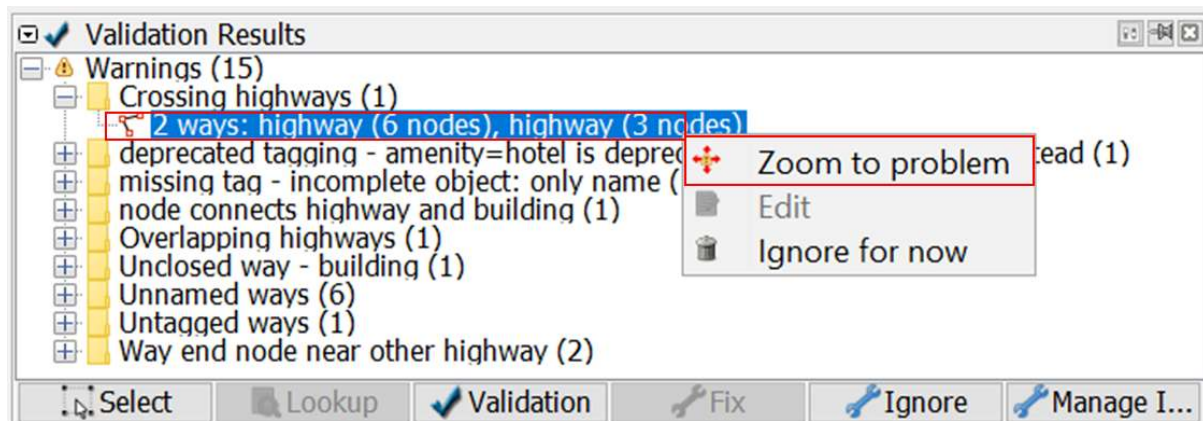 Validation Results
Warnings (15)
Crossing highways (1)
2 ways: highway (6 nodes), highway (3 nodes)
deprecated tagging - amenity=hotel is deprec tead (1)
missing tag - incomplete object: only name (
node connects highway and building (1)
Overlapping highways (1)
Unclosed way - building (1)
Unnamed ways (6)
Untagged ways (1)
Way end node near other highway (2)
Zoom to problem
Edit
Ignore for now
Select Lookup Validation Fix Ignore Manage I...